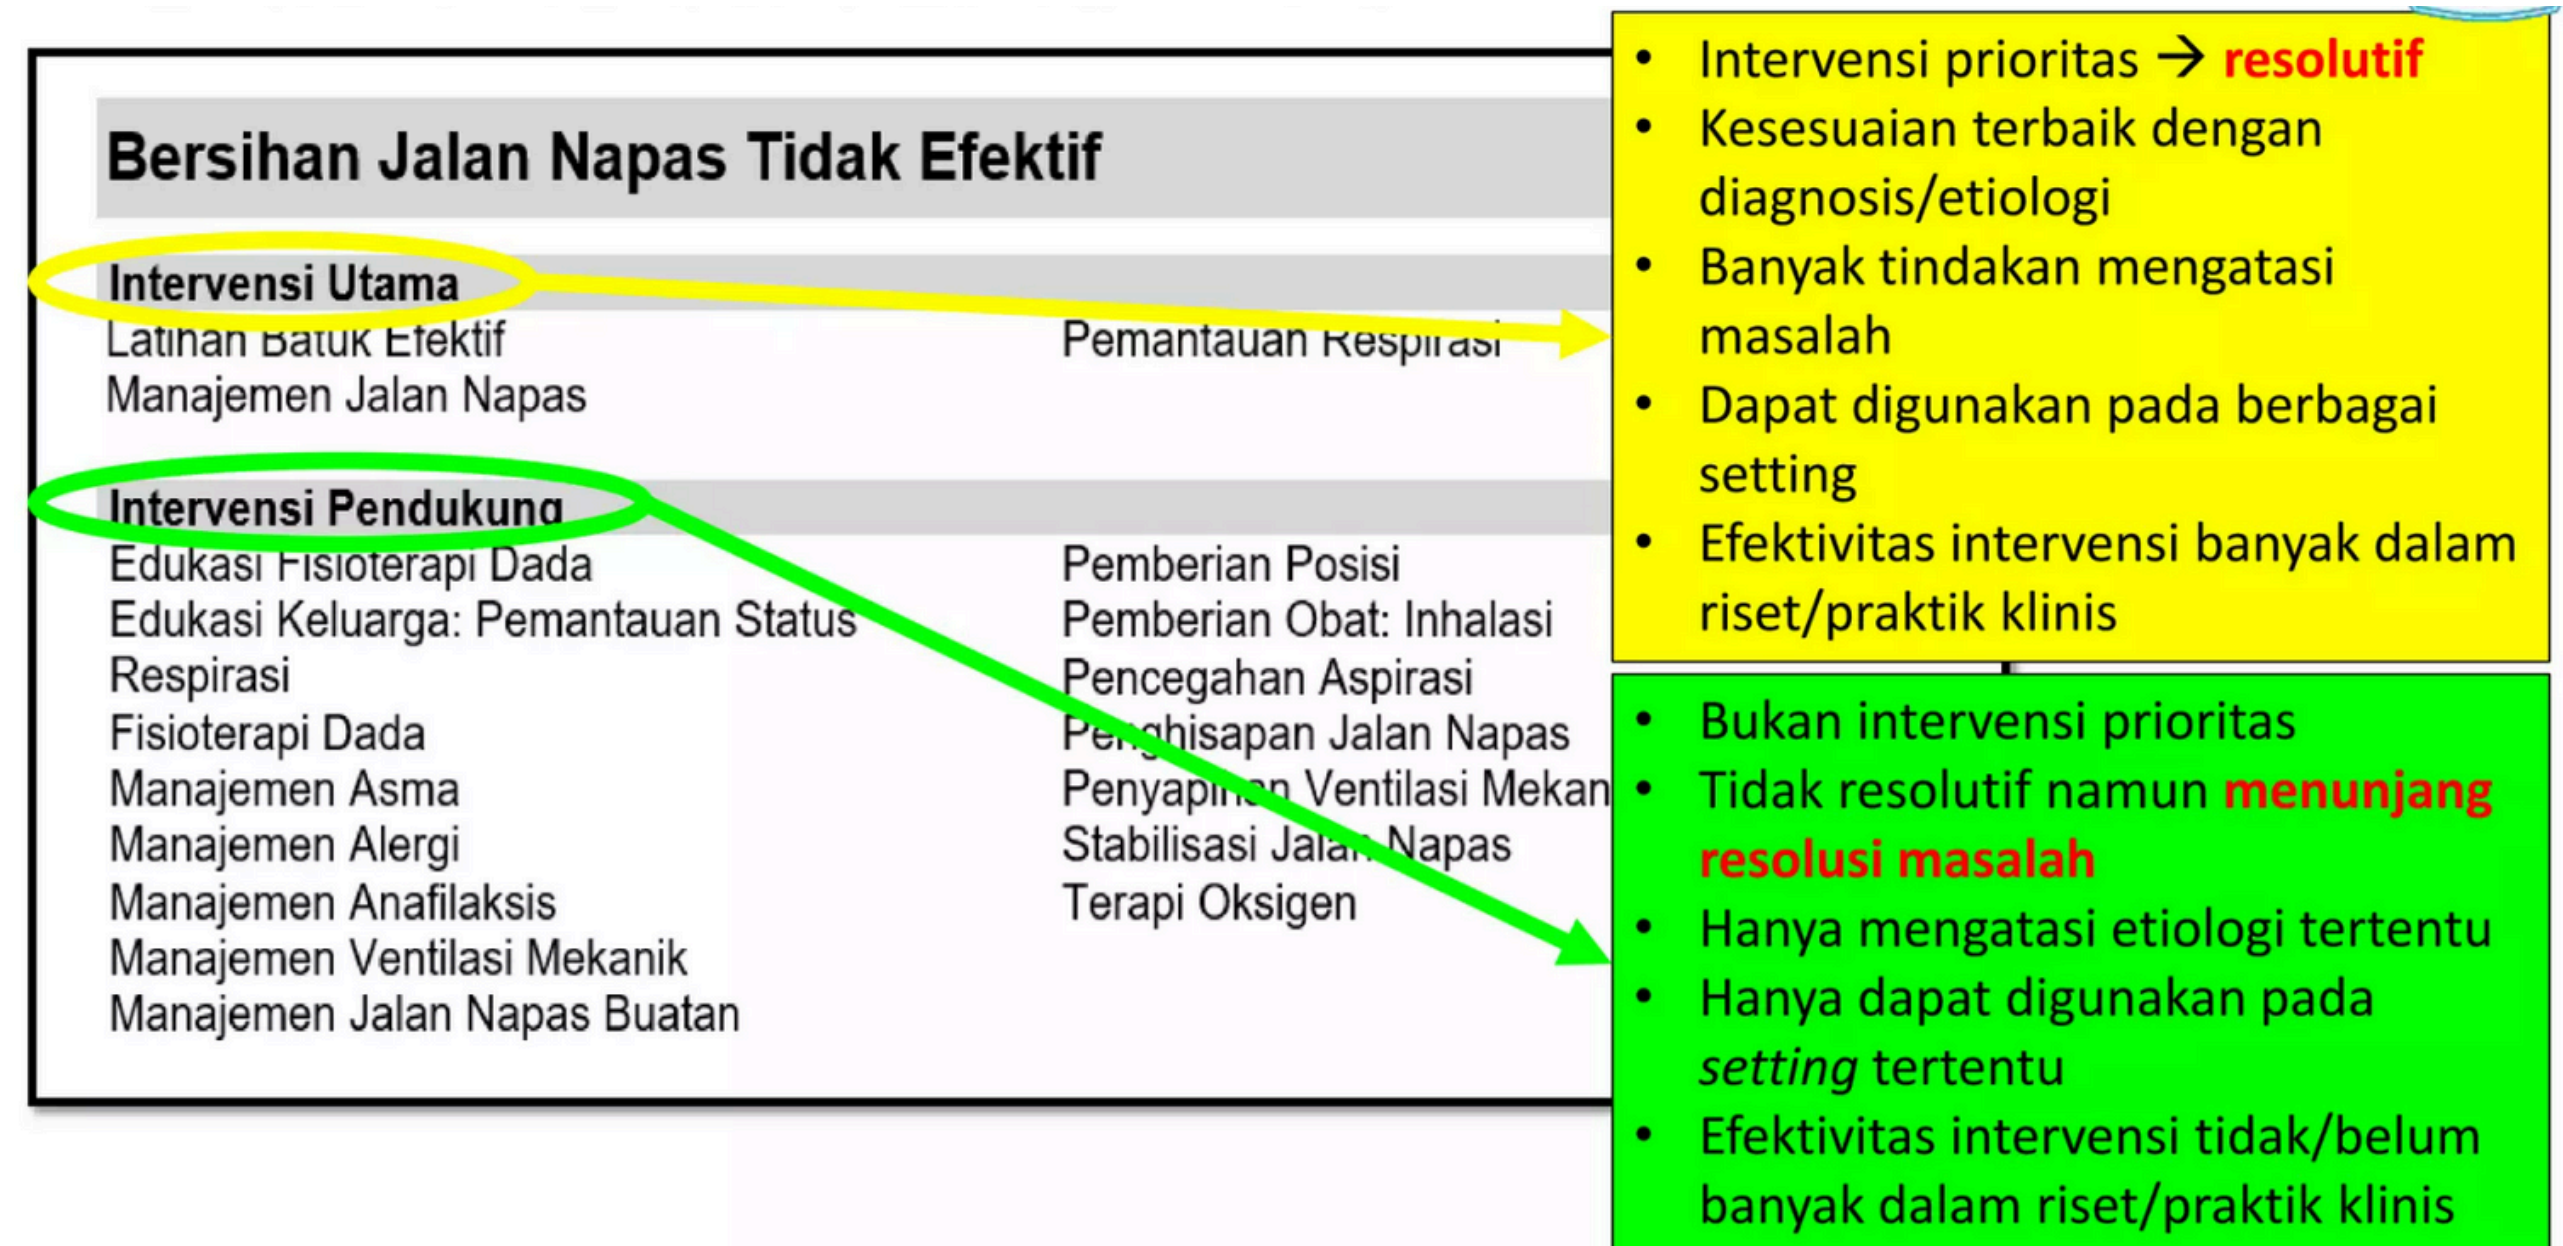 Bersihan Jalan Napas Tidak Efektif
Intervensi Utama
Latihan Batuk Efektif
Manajemen Jalan Napas
Pemantauan Respirasi
Intervensi Pendukung
Edukasi Fisioterapi Dada
Edukasi Keluarga: Pemantauan Status
Respirasi
Fisioterapi Dada
Manajemen Asma
Manajemen Alergi
Manajemen Anafilaksis
Manajemen Ventilasi Mekanik
Manajemen Jalan Napas Buatan
Pemberian Posisi
Pemberian Obat: Inhalasi
Pencegahan Aspirasi
Penghisapan Jalan Napas
Penyapihan Ventilasi Mekan
Stabilisasi Jalan Napas
Terapi Oksigen
• Intervensi prioritas → resolutif
• Kesesuaian terbaik dengan
diagnosis/etiologi
• Banyak tindakan mengatasi
masalah
• Dapat digunakan pada berbagai
setting
• Efektivitas intervensi banyak dalam
riset/praktik klinis
• Bukan intervensi prioritas
• Tidak resolutif namun menunjang
resolusi masalah
• Hanya mengatasi etiologi tertentu
• Hanya dapat digunakan pada
setting tertentu
• Efektivitas intervensi tidak/belum
banyak dalam riset/praktik klinis